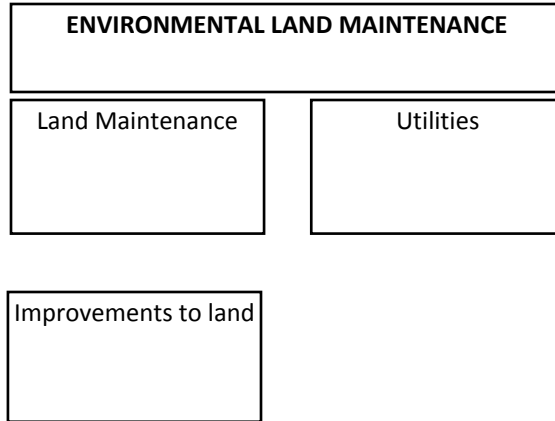 ENVIRONMENTAL LAND MAINTENANCE
Land Maintenance
Utilities
Improvements to land